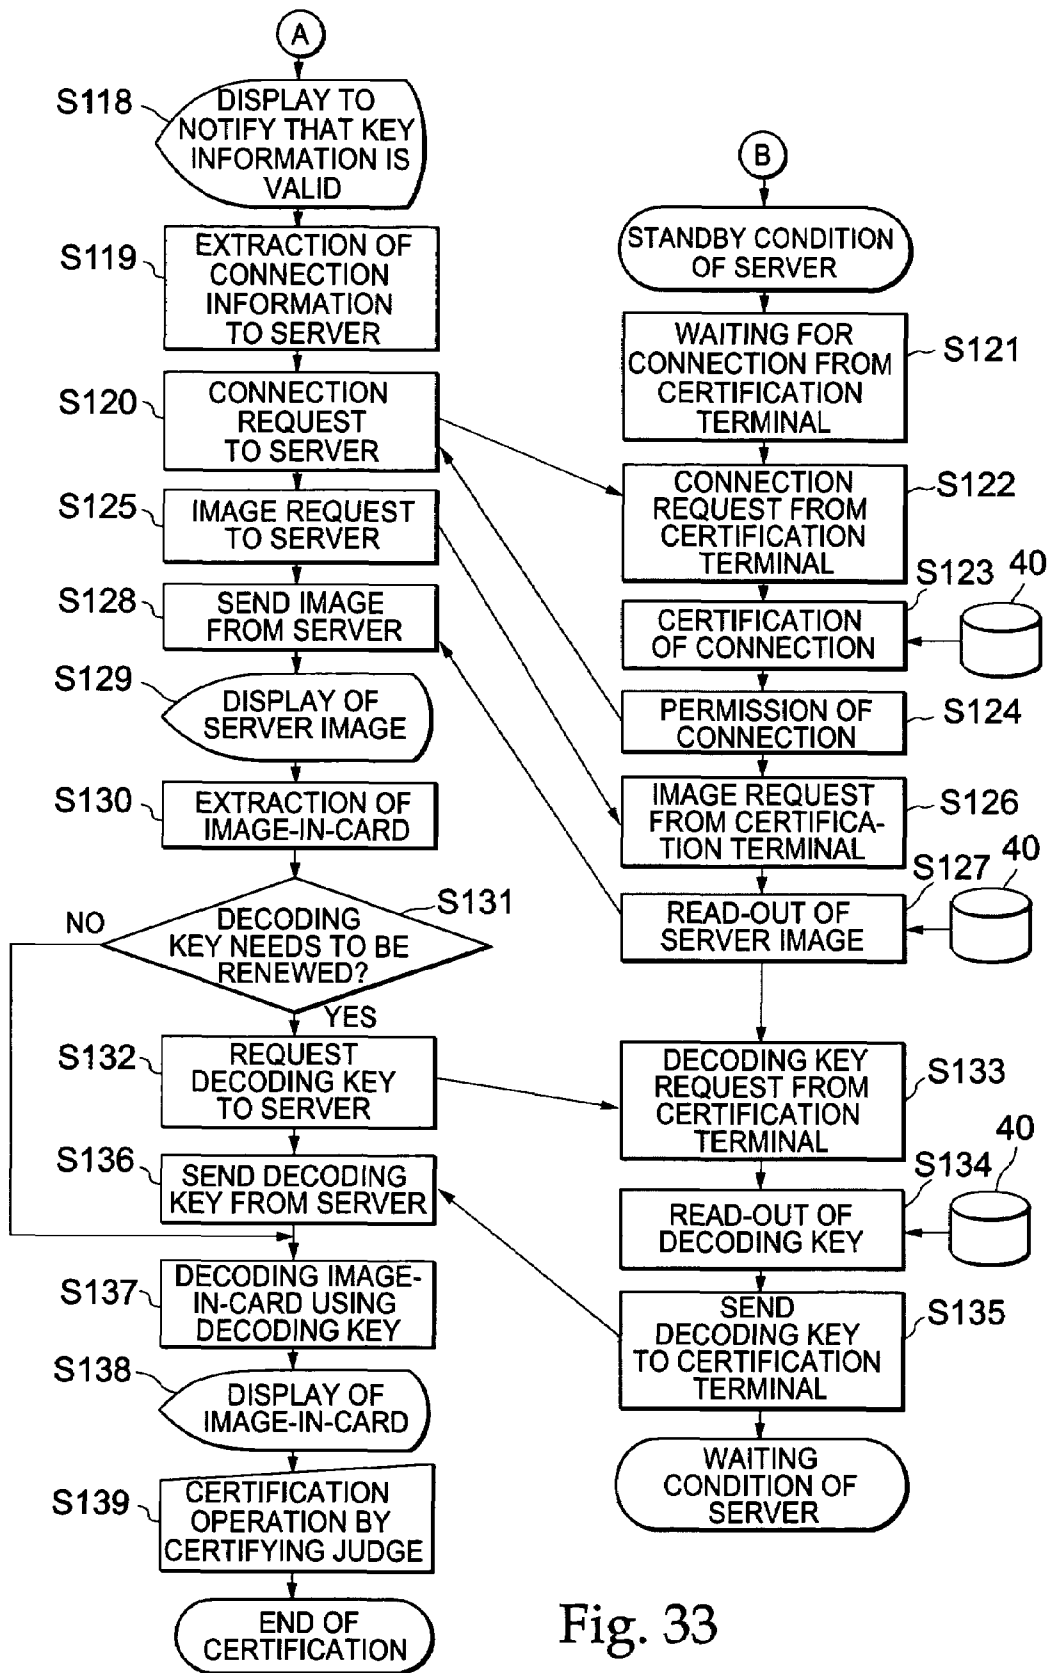 A
S118
DISPLAY TO
NOTIFY THAT KEY
INFORMATION IS
VALID
S119
EXTRACTION OF
CONNECTION
INFORMATION
TO SERVER
S120
CONNECTION
REQUEST
TO SERVER
S125
IMAGE REQUEST
TO SERVER
S128
SEND IMAGE
FROM SERVER
S129
DISPLAY OF
SERVER IMAGE
S130
EXTRACTION OF
IMAGE-IN-CARD
S131
NO
DECODING
KEY NEEDS TO BE
RENEWED?
YES
S132
REQUEST
DECODING KEY
TO SERVER
S136
SEND DECODING
KEY FROM SERVER
S137
DECODING IMAGE-
IN-CARD USING
DECODING KEY
S138
DISPLAY OF
IMAGE-IN-CARD
S139
CERTIFICATION
OPERATION BY
CERTIFYING JUDGE
END OF
CERTIFICATION
B
STANDBY CONDITION
OF SERVER
WAITING FOR
CONNECTION FROM
CERTIFICATION
TERMINAL
S121
CONNECTION
REQUEST FROM
CERTIFICATION
TERMINAL
S122
S123
40
CERTIFICATION
OF CONNECTION
PERMISSION OF
CONNECTION
S124
IMAGE REQUEST
FROM CERTIFICA-
TION TERMINAL
S126
S127
40
READ-OUT OF
SERVER IMAGE
DECODING KEY
REQUEST FROM
CERTIFICATION
TERMINAL
S133
S134
40
READ-OUT OF
DECODING KEY
SEND
DECODING KEY
TO CERTIFICATION
TERMINAL
S135
WAITING
CONDITION OF
SERVER
Fig. 33